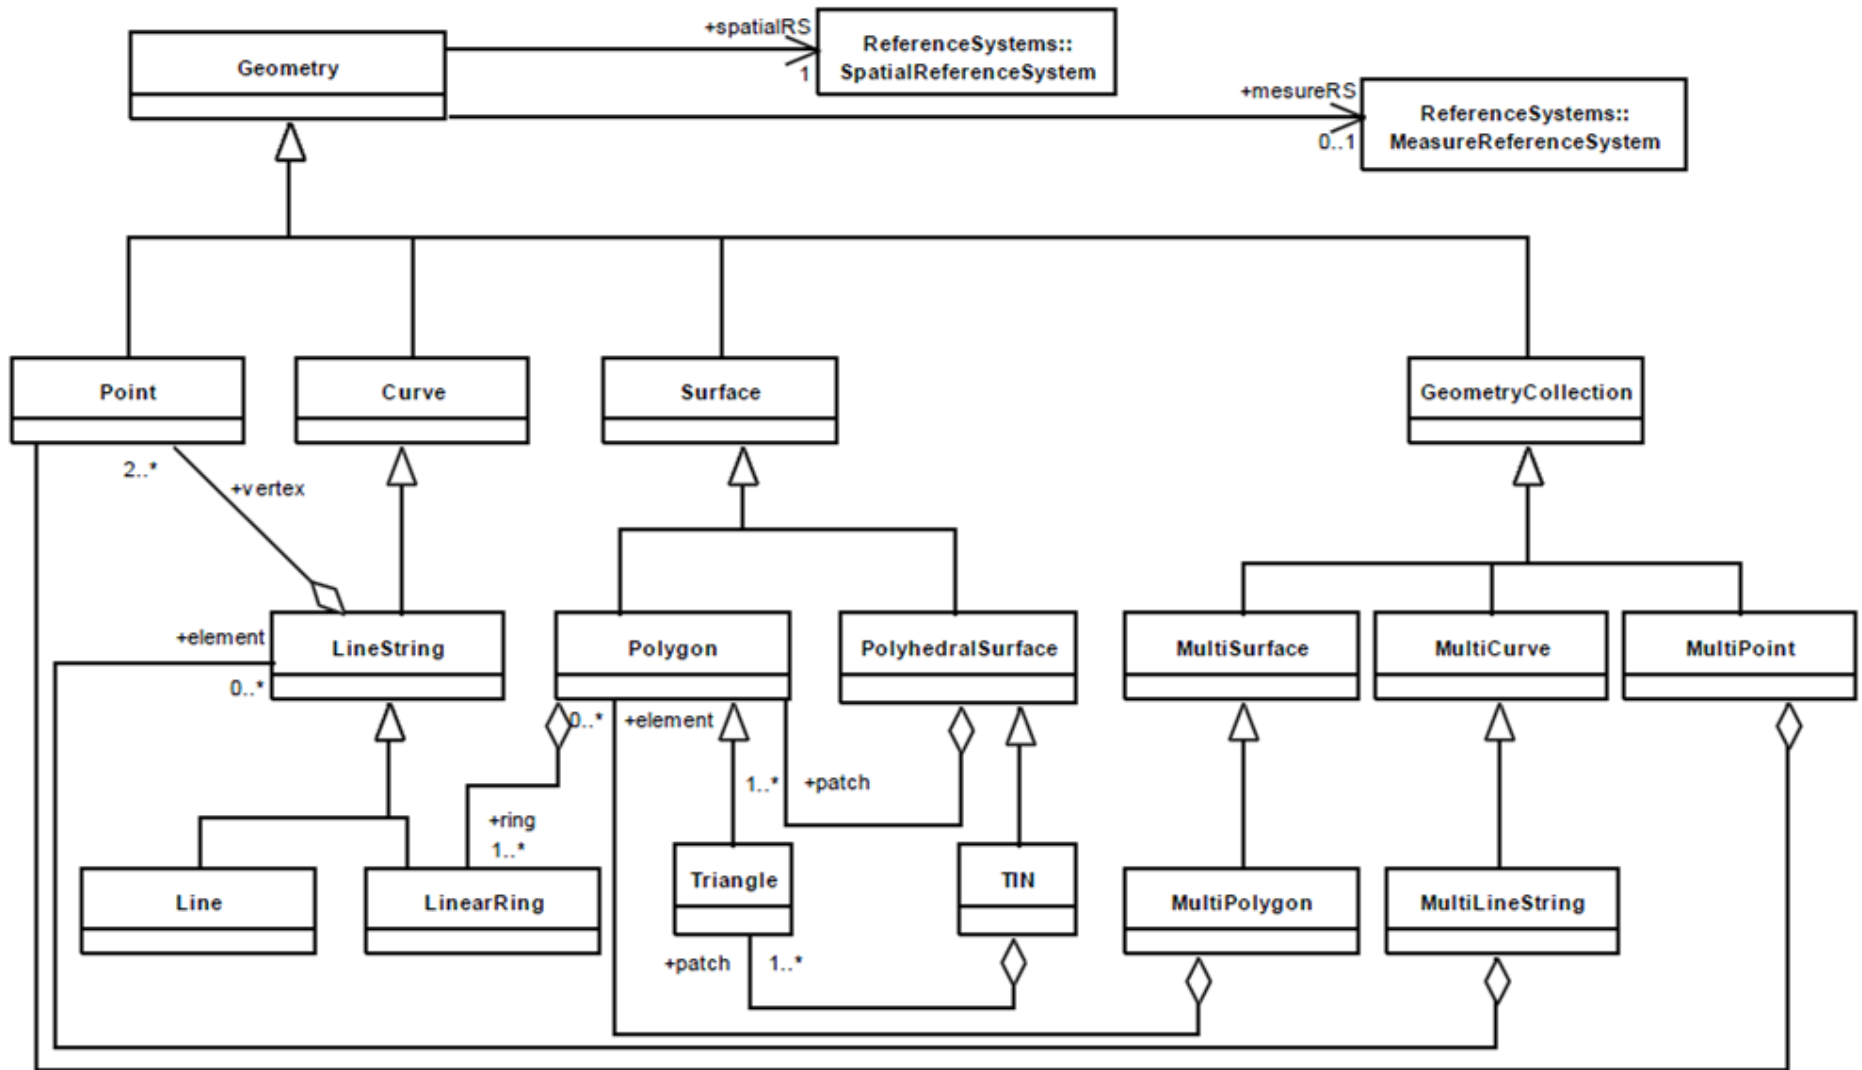 +spatialRS
1
ReferenceSystems::
SpatialReferenceSystem
Geometry
+mesureRS
0..1
ReferenceSystems::
MeasureReferenceSystem
Point
Curve
Surface
GeometryCollection
2..*
+vertex
+element
0..*
LineString
Polygon
PolyhedralSurface
MultiSurface
MultiCurve
MultiPoint
0..*
+element
1..*
+patch
+ring
1..*
Line
LinearRing
Triangle
TIN
MultiPolygon
MultiLineString
+patch
1..*